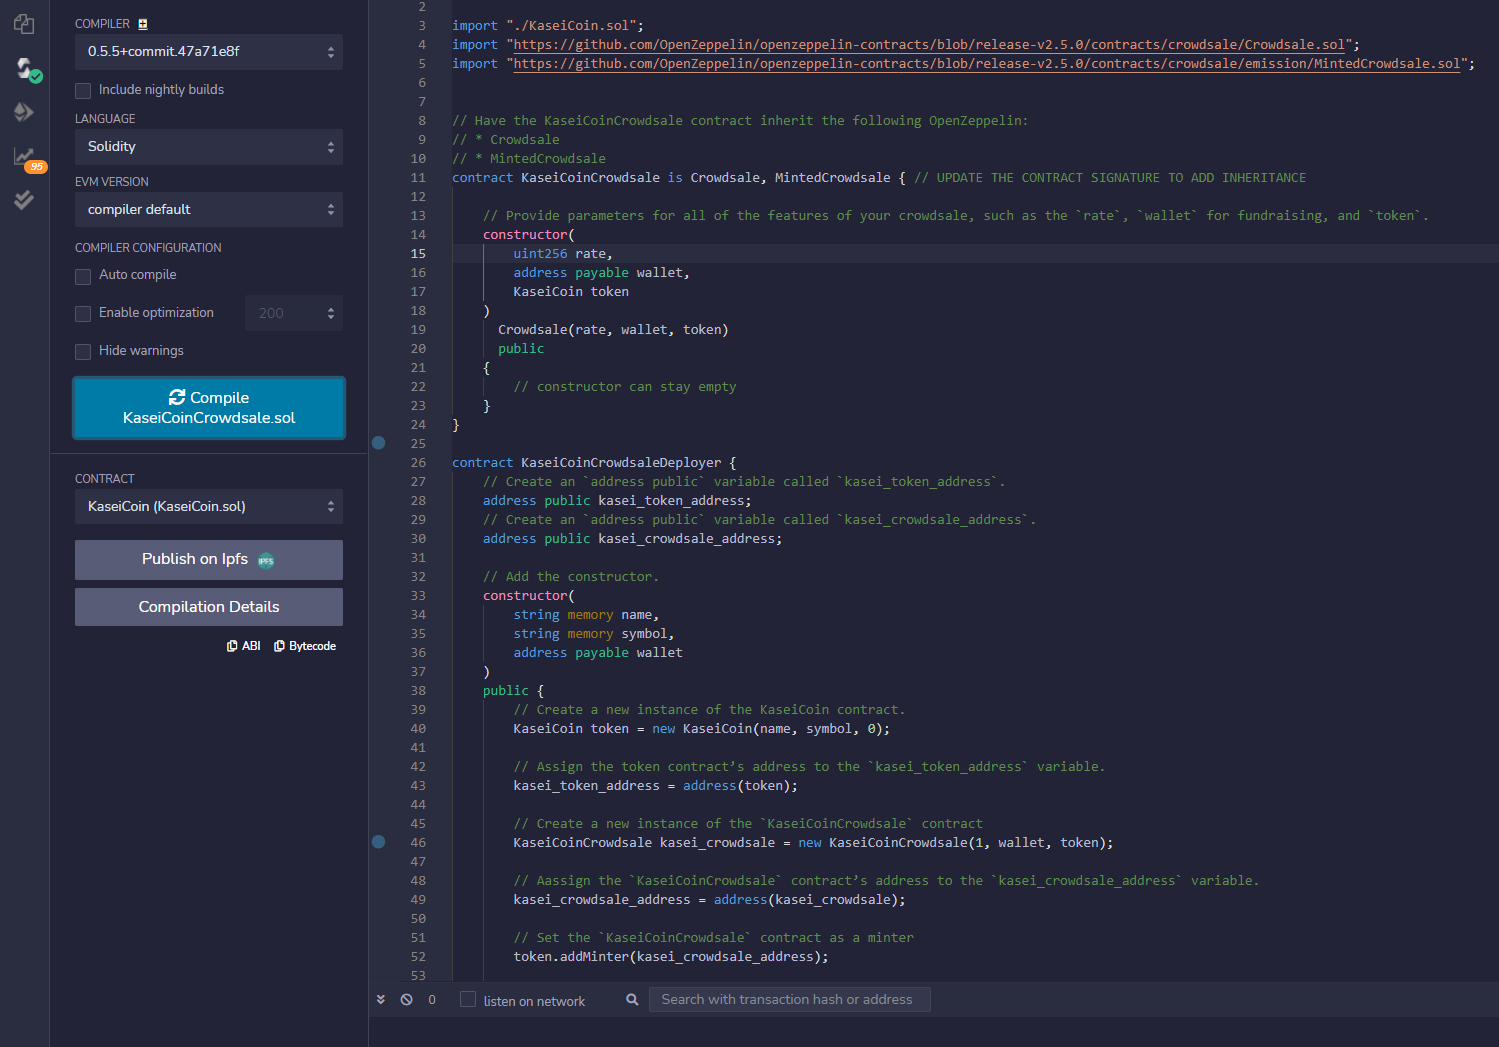 COMPILER
0.5.5+commit.47a71e8f
Include nightly builds
LANGUAGE
Solidity
EVM VERSION
compiler default
COMPILER CONFIGURATION
Auto compile
Enable optimization 200
Hide warnings
Compile
KaseiCoinCrowdsale.sol
CONTRACT
KaseiCoin (KaseiCoin.sol)
Publish on Ipfs IPFS
Compilation Details
ABI Bytecode
95
2
3 import "./KaseiCoin.sol";
4 import "https://github.com/OpenZeppelin/openzeppelin-contracts/blob/release-v2.5.0/contracts/crowdsale/Crowdsale.sol";
5 import "https://github.com/OpenZeppelin/openzeppelin-contracts/blob/release-v2.5.0/contracts/crowdsale/emission/MintedCrowdsale.sol";
6
7
8 // Have the KaseiCoinCrowdsale contract inherit the following OpenZeppelin:
9 // * Crowdsale
10 // * MintedCrowdsale
11 contract KaseiCoinCrowdsale is Crowdsale, MintedCrowdsale { // UPDATE THE CONTRACT SIGNATURE TO ADD INHERITANCE
12
13 // Provide parameters for all of the features of your crowdsale, such as the `rate`, `wallet` for fundraising, and `token`.
14 constructor(
15 uint256 rate,
16 address payable wallet,
17 KaseiCoin token
18 )
19 Crowdsale(rate, wallet, token)
20 public
21 {
22 // constructor can stay empty
23 }
24 }
25
26 contract KaseiCoinCrowdsaleDeployer {
27 // Create an `address public` variable called `kasei_token_address`.
28 address public kasei_token_address;
29 // Create an `address public` variable called `kasei_crowdsale_address`.
30 address public kasei_crowdsale_address;
31
32 // Add the constructor.
33 constructor(
34 string memory name,
35 string memory symbol,
36 address payable wallet
37 )
38 public {
39 // Create a new instance of the KaseiCoin contract.
40 KaseiCoin token = new KaseiCoin(name, symbol, 0);
41
42 // Assign the token contract’s address to the `kasei_token_address` variable.
43 kasei_token_address = address(token);
44
45 // Create a new instance of the `KaseiCoinCrowdsale` contract
46 KaseiCoinCrowdsale kasei_crowdsale = new KaseiCoinCrowdsale(1, wallet, token);
47
48 // Aassign the `KaseiCoinCrowdsale` contract’s address to the `kasei_crowdsale_address` variable.
49 kasei_crowdsale_address = address(kasei_crowdsale);
50
51 // Set the `KaseiCoinCrowdsale` contract as a minter
52 token.addMinter(kasei_crowdsale_address);
53
0 listen on network Search with transaction hash or address